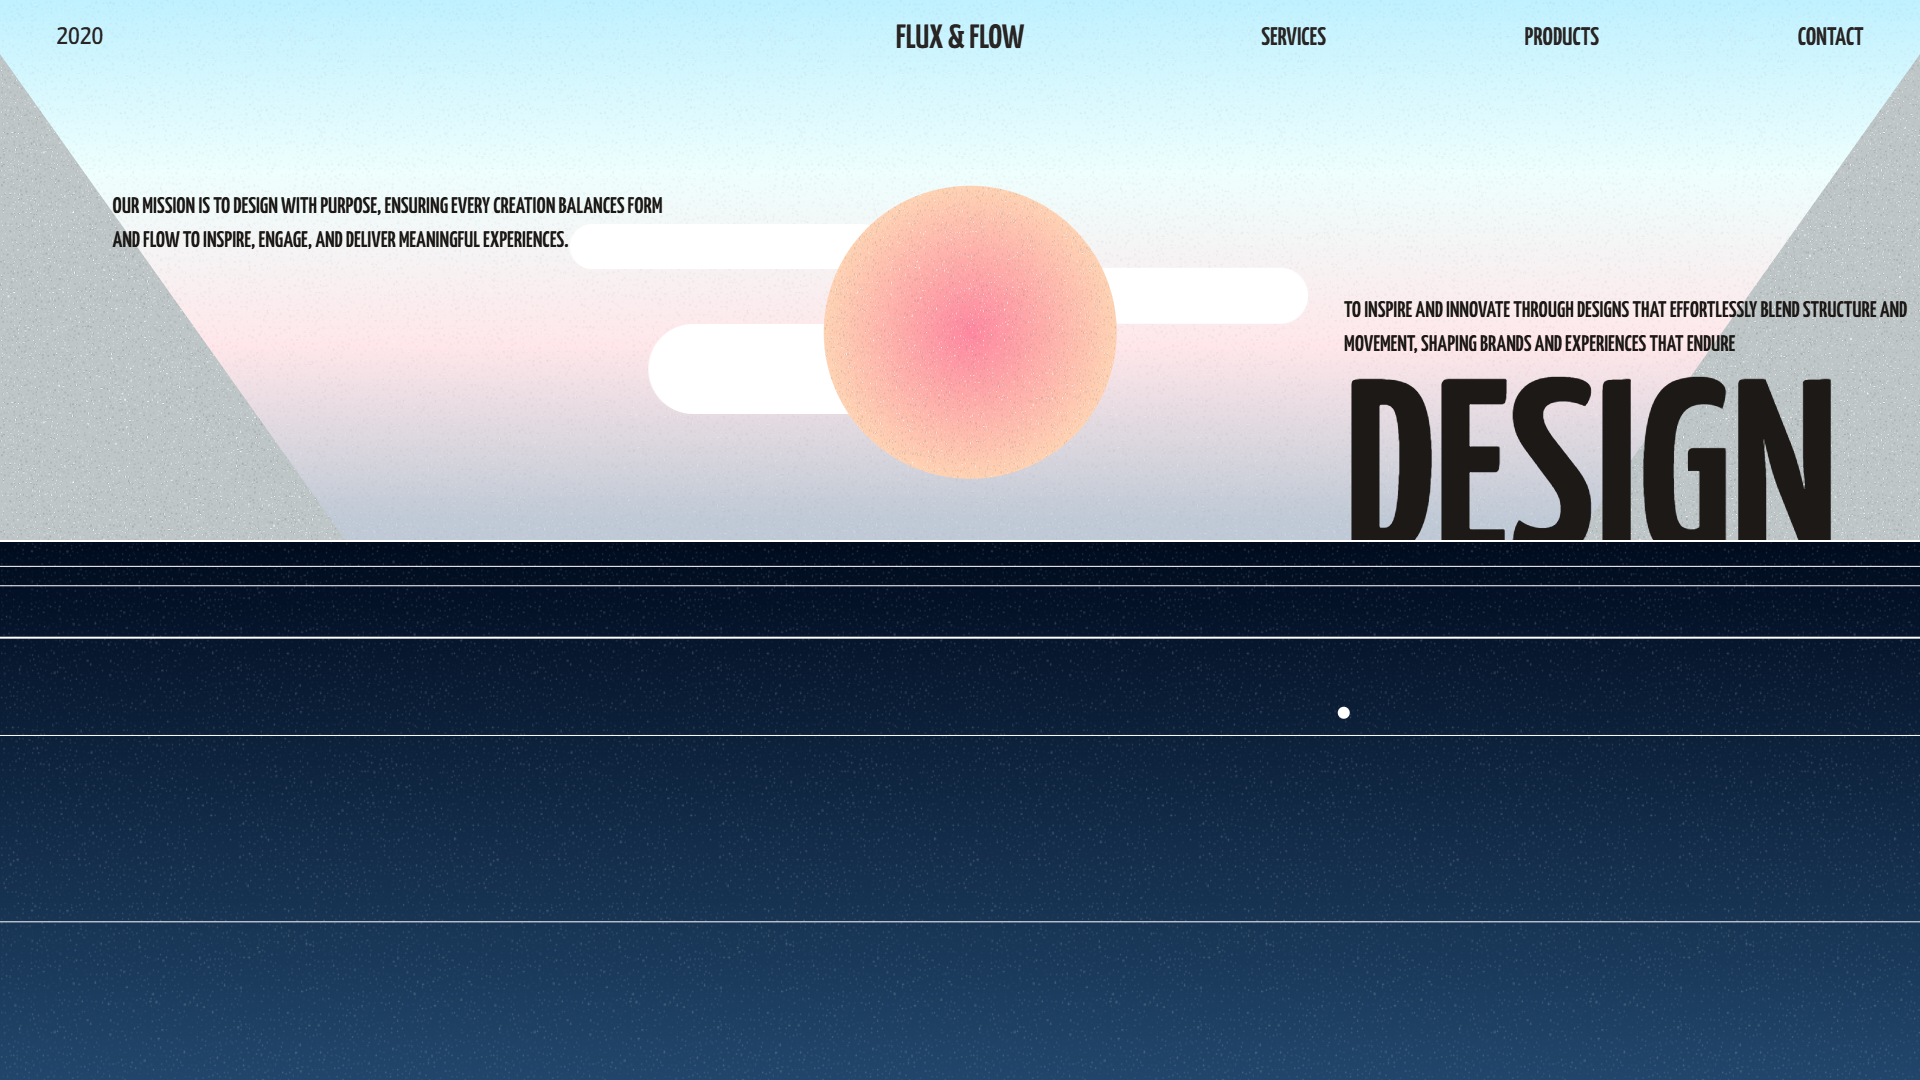 2020
FLUX & FLOW
SERVICES
PRODUCTS
CONTACT
OUR MISSION IS TO DESIGN WITH PURPOSE, ENSURING EVERY CREATION BALANCES FORM
AND FLOW TO INSPIRE, ENGAGE, AND DELIVER MEANINGFUL EXPERIENCES.
TO INSPIRE AND INNOVATE THROUGH DESIGNS THAT EFFORTLESSLY BLEND STRUCTURE AND
MOVEMENT, SHAPING BRANDS AND EXPERIENCES THAT ENDURE
DESIGN